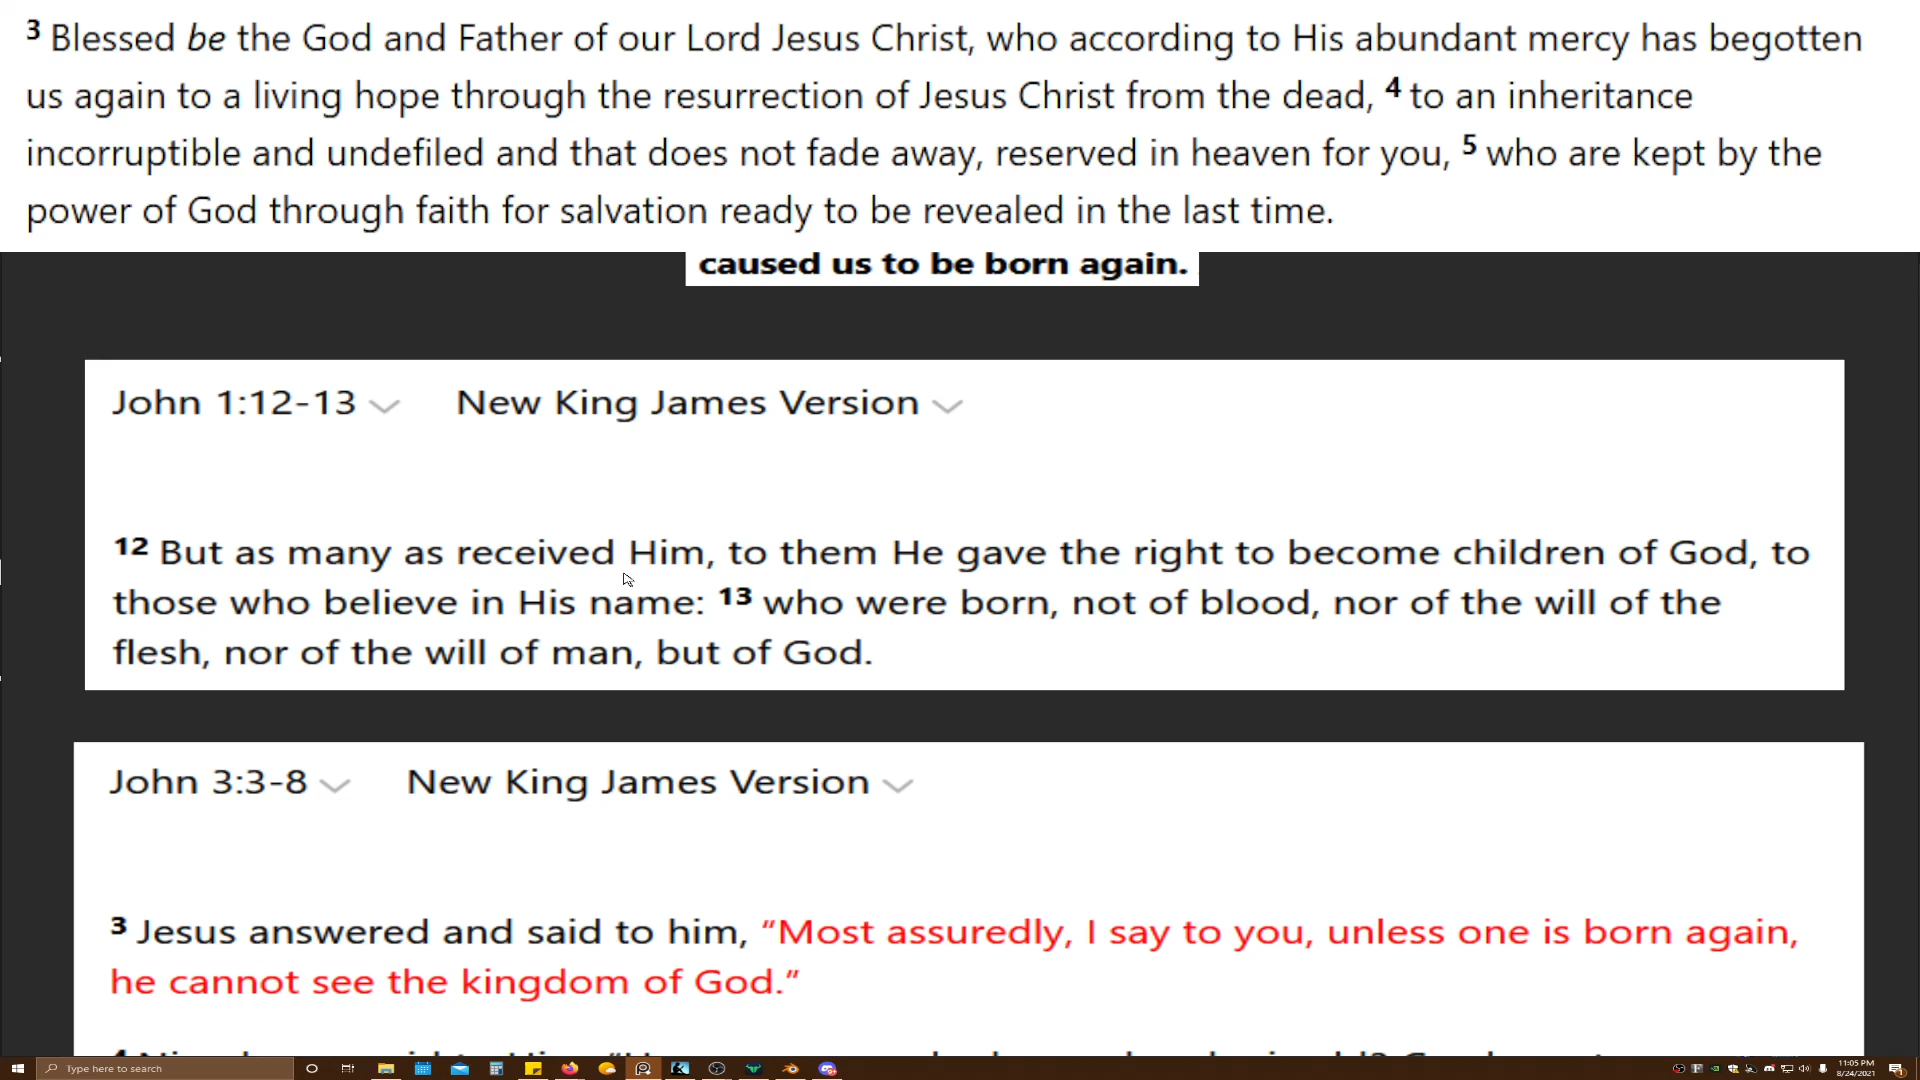 3 Blessed be the God and Father of our Lord Jesus Christ, who according to His abundant mercy has begotten
us again to a living hope through the resurrection of Jesus Christ from the dead, 4 to an inheritance
incorruptible and undefiled and that does not fade away, reserved in heaven for you, 5 who are kept by the
power of God through faith for salvation ready to be revealed in the last time.
caused us to be born again.
John 1:12-13 New King James Version
12 But as many as received Him, to them He gave the right to become children of God, to
those who believe in His name: 13 who were born, not of blood, nor of the will of the
flesh, nor of the will of man, but of God.
John 3:3-8 New King James Version
3 Jesus answered and said to him, “Most assuredly, I say to you, unless one is born again,
he cannot see the kingdom of God.”
Type here to search
11:05 PM
8/24/2021